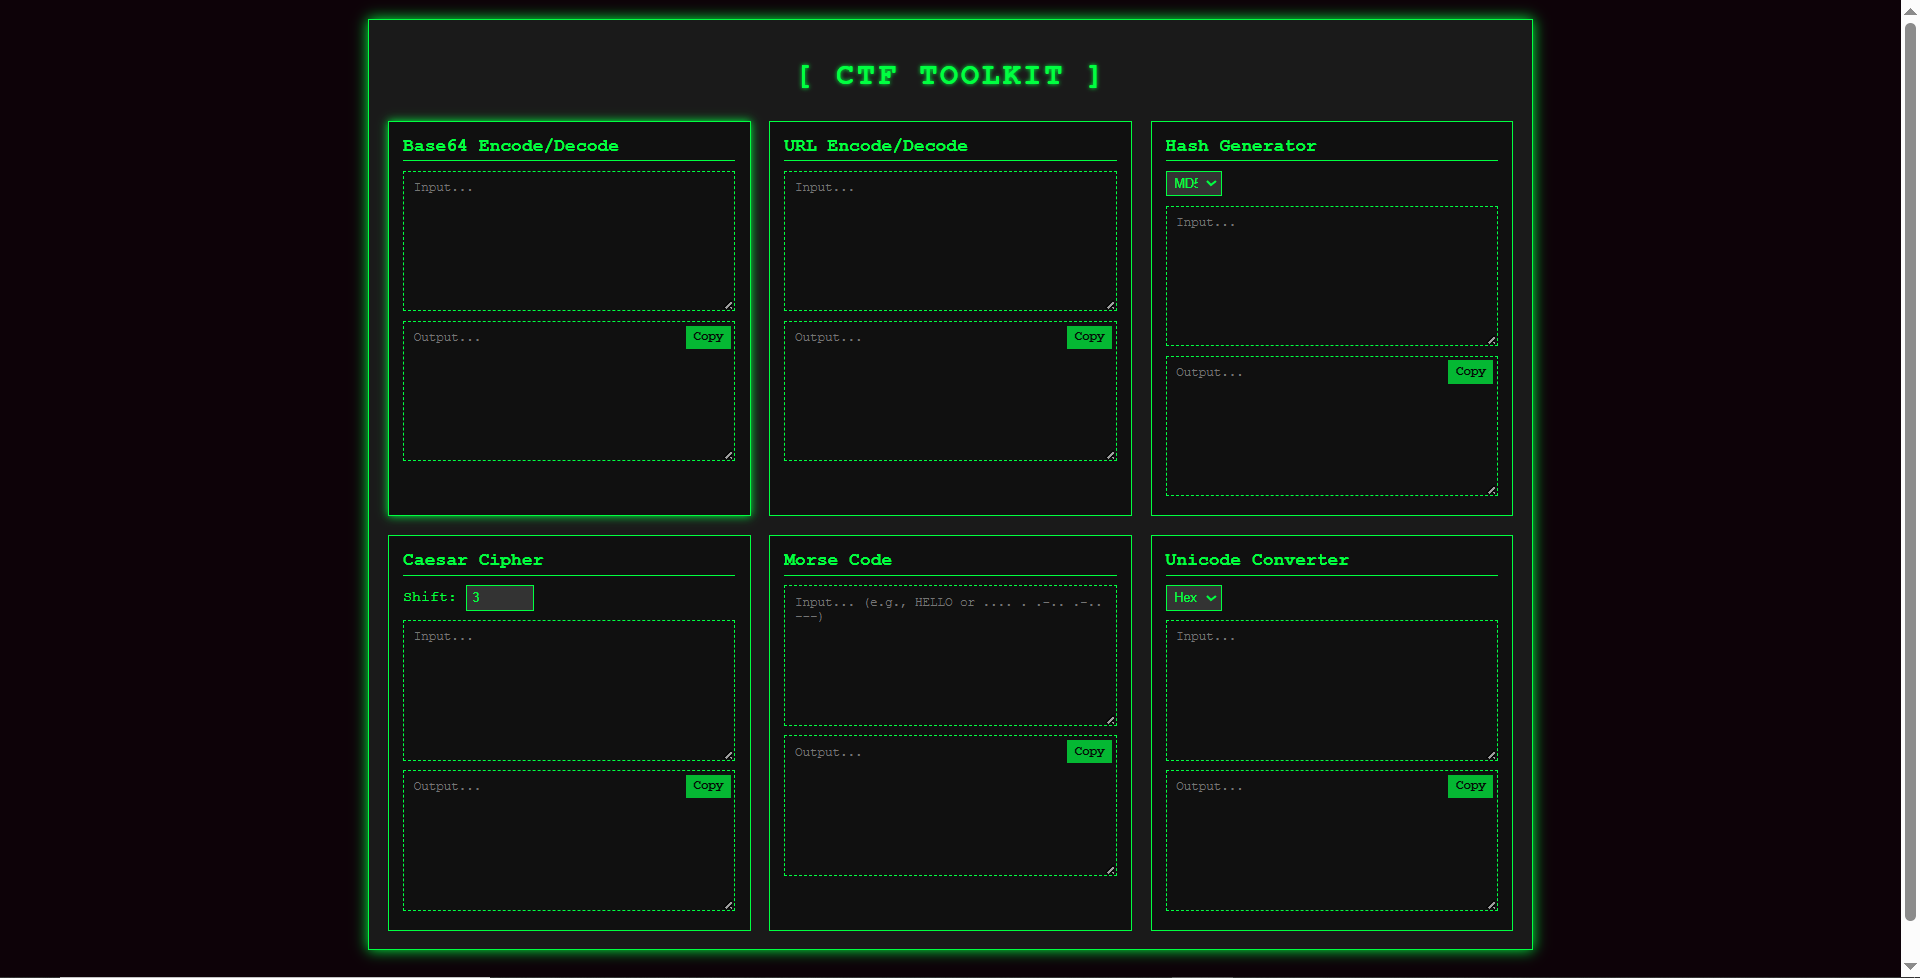 [ CTF TOOLKIT ]
Base64 Encode/Decode
Input...
Output...
Copy
URL Encode/Decode
Input...
Output...
Copy
Hash Generator
MD5
Input...
Output...
Copy
Caesar Cipher
Shift: 3
Input...
Output...
Copy
Morse Code
Input... (e.g., HELLO or .... . .-.. .-..
---)
Output...
Copy
Unicode Converter
Hex
Input...
Output...
Copy